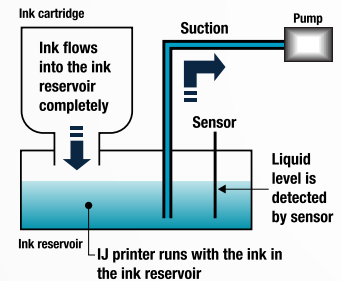 Ink cartridge
Ink flows
into the ink
reservoir
completely
Suction
Pump
Sensor
Liquid
level is
detected
by sensor
Ink reservoir
IJ printer runs with the ink in
the ink reservoir